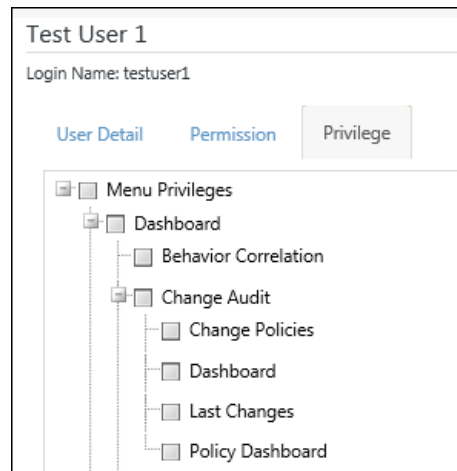 Test User 1
Login Name: testuser1
User Detail Permission Privilege
Menu Privileges
Dashboard
Behavior Correlation
Change Audit
Change Policies
Dashboard
Last Changes
Policy Dashboard